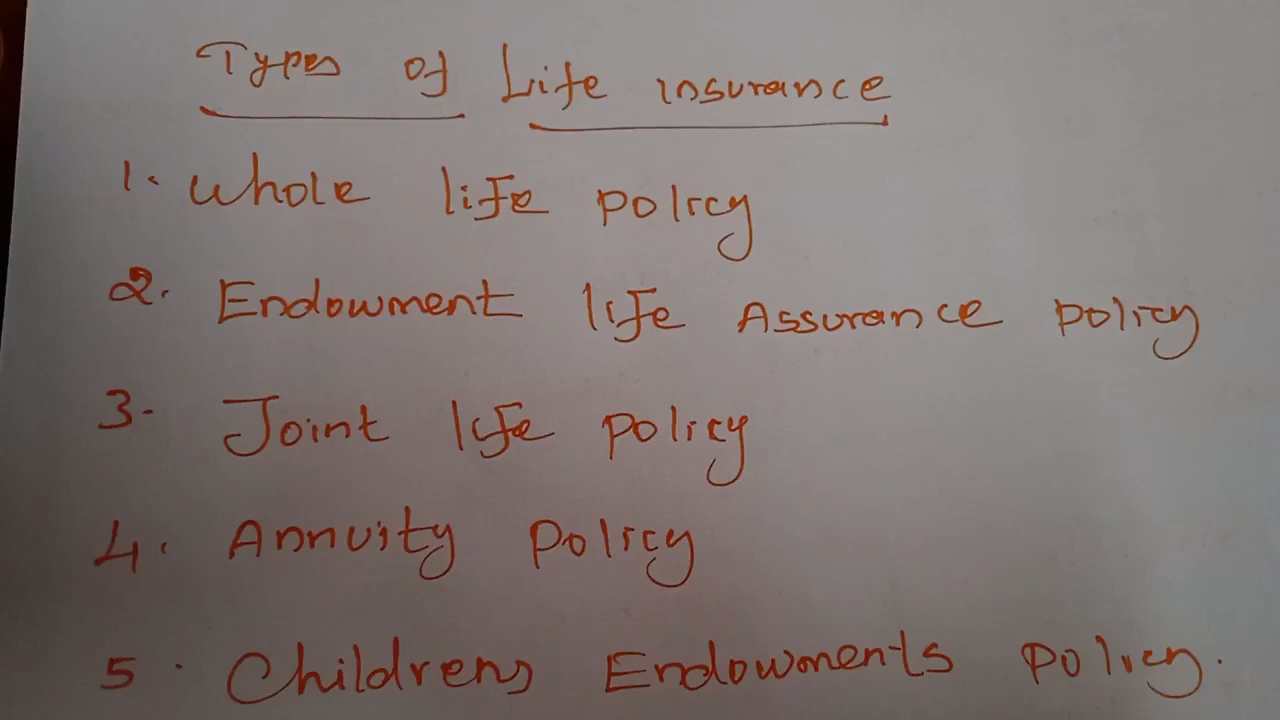 Types of Life insurance
1. Whole life policy
2. Endowment life Assurance policy
3. Joint life policy
4. Annuity Policy
5. Childrens Endowments Policy.